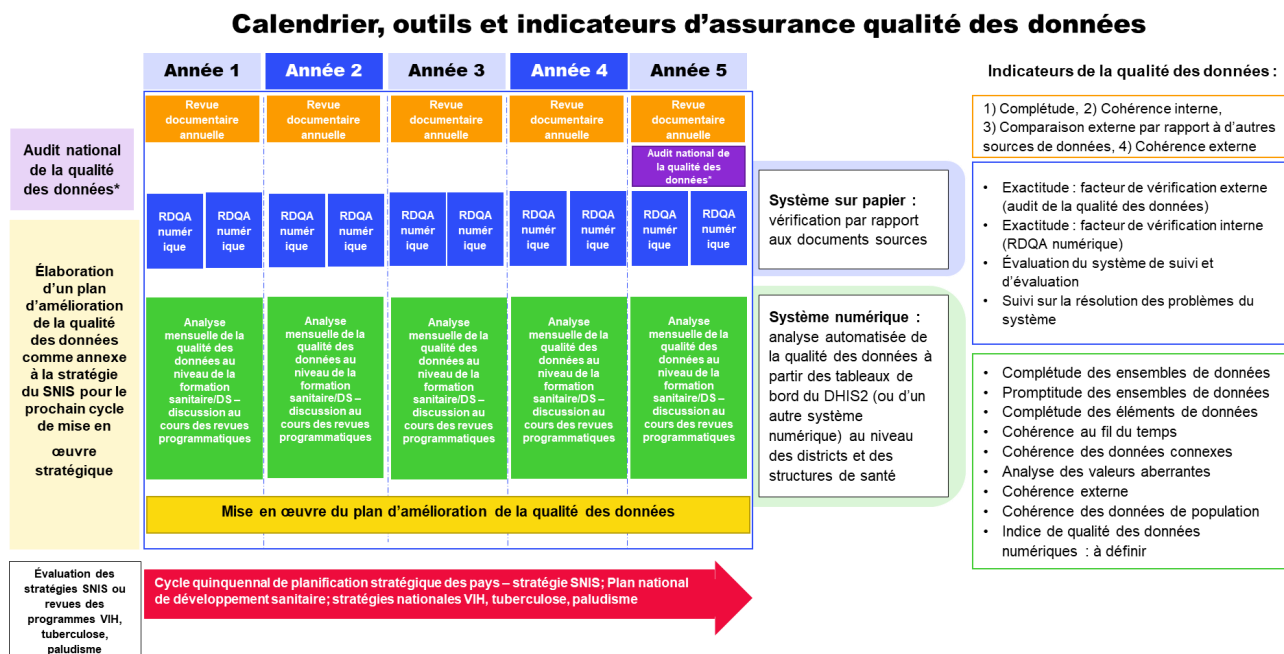 Calendrier, outils et indicateurs d’assurance qualité des données
Année 1
Année 2
Année 3
Année 4
Année 5
Indicateurs de la qualité des données :
Audit national
de la qualité
des données*
Élaboration
d’un plan
d’amélioration
de la qualité
des données
comme annexe
à la stratégie
du SNIS pour le
prochain cycle
de mise en
œuvre
stratégique
Évaluation des
stratégies SNIS ou
revues des
programmes VIH,
tuberculose,
paludisme
Revue
documentaire
annuelle
Revue
documentaire
annuelle
Revue
documentaire
annuelle
Revue
documentaire
annuelle
Revue
documentaire
annuelle
Audit national de
la qualité des
données*
RDQA
numér
ique
RDQA
numér
ique
RDQA
numér
ique
RDQA
numér
ique
RDQA
numér
ique
RDQA
numér
ique
RDQA
numér
ique
RDQA
numér
ique
RDQA
numér
ique
RDQA
numér
ique
Analyse
mensuelle de la
qualité des
données au
niveau de la
formation
sanitaire/DS –
discussion au
cours des revues
programmatiques
Analyse
mensuelle de la
qualité des
données au
niveau de la
formation
sanitaire/DS –
discussion au
cours des revues
programmatiques
Analyse
mensuelle de la
qualité des
données au
niveau de la
formation
sanitaire/DS –
discussion au
cours des revues
programmatiques
Analyse
mensuelle de la
qualité des
données au
niveau de la
formation
sanitaire/DS –
discussion au
cours des revues
programmatiques
Analyse
mensuelle de la
qualité des
données au
niveau de la
formation
sanitaire/DS –
discussion au
cours des revues
programmatiques
Mise en œuvre du plan d’amélioration de la qualité des données
Cycle quinquennal de planification stratégique des pays – stratégie SNIS; Plan national
de développement sanitaire; stratégies nationales VIH, tuberculose, paludisme
Système sur papier :
vérification par rapport
aux documents sources
Système numérique :
analyse automatisée de
la qualité des données à
partir des tableaux de
bord du DHIS2 (ou d’un
autre système
numérique) au niveau
des districts et des
structures de santé
1) Complétude, 2) Cohérence interne,
3) Comparaison externe par rapport à d’autres
sources de données, 4) Cohérence externe
• Exactitude : facteur de vérification externe
(audit de la qualité des données)
• Exactitude : facteur de vérification interne
(RDQA numérique)
• Évaluation du système de suivi et
d’évaluation
• Suivi sur la résolution des problèmes du
système
• Complétude des ensembles de données
• Promptitude des ensembles de données
• Complétude des éléments de données
• Cohérence au fil du temps
• Cohérence des données connexes
• Analyse des valeurs aberrantes
• Cohérence externe
• Cohérence des données de population
• Indice de qualité des données
numériques : à définir